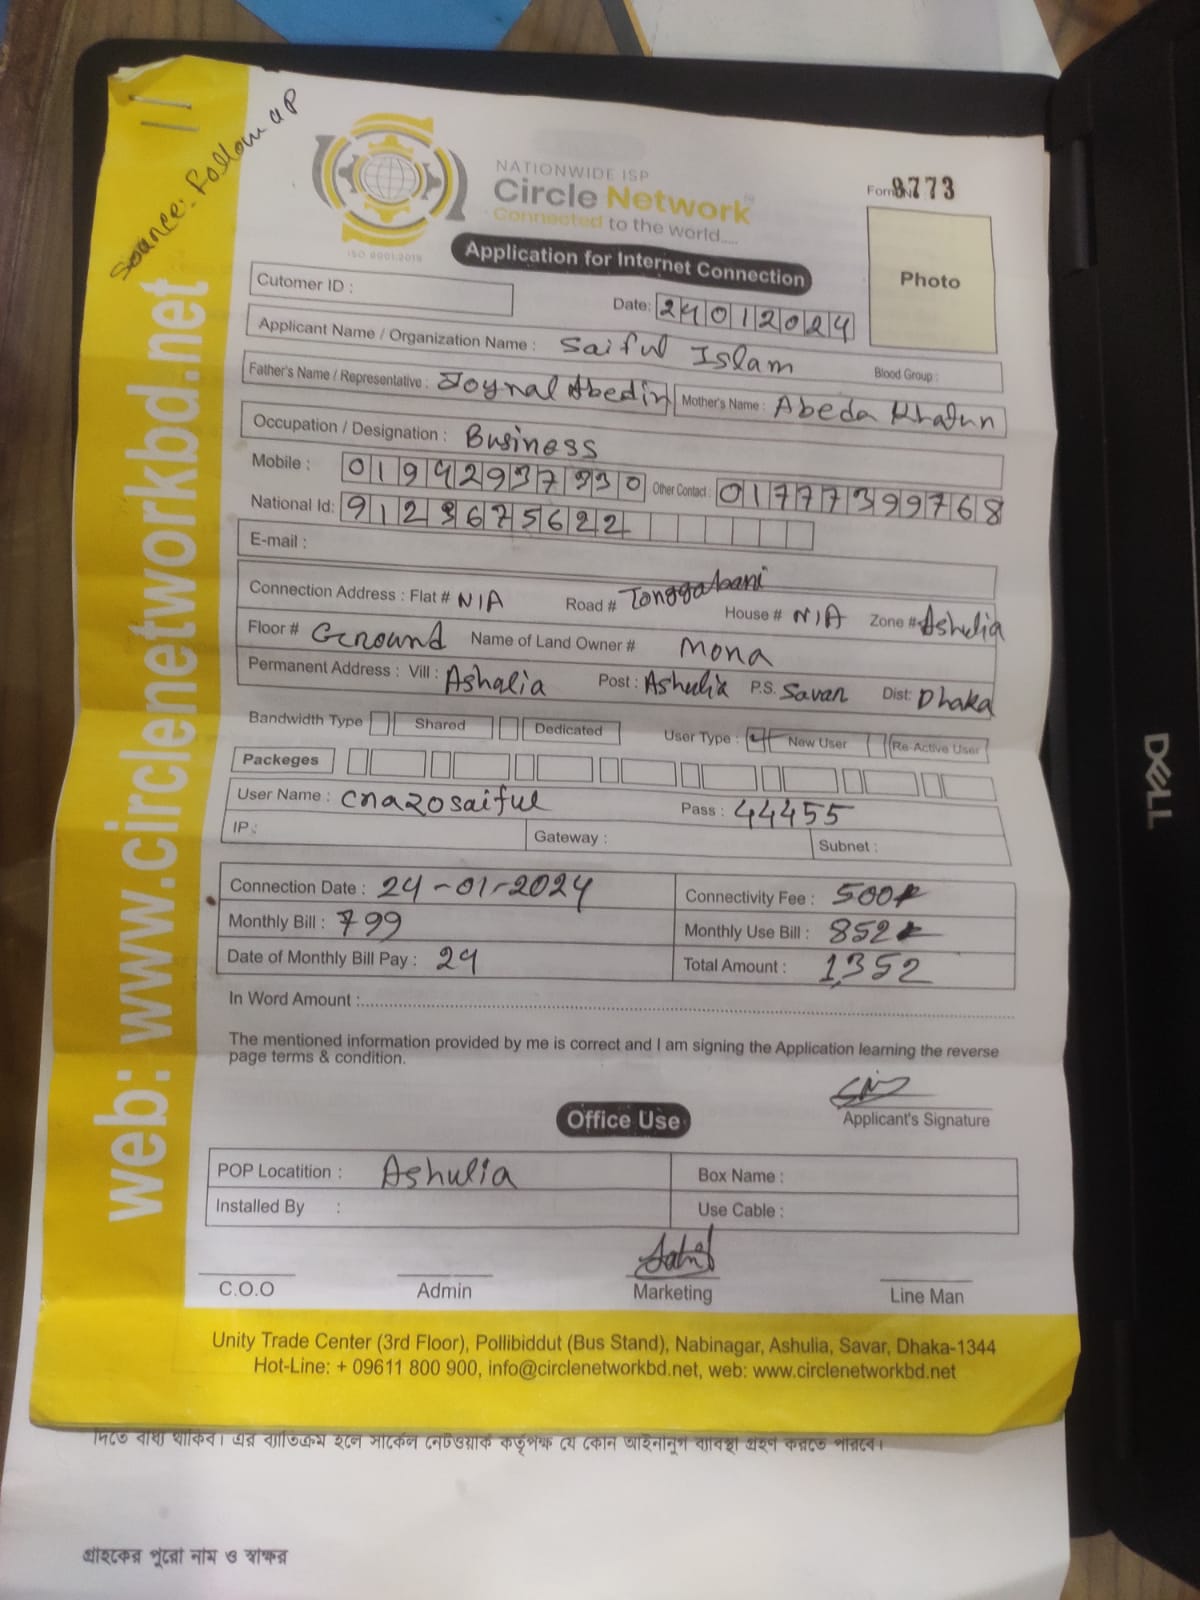 Source: Follow up
NATIONWIDE ISP
Circle Network
Connected to the world.....
ISO 9001:2015
Form 8773
Application for Internet Connection
Photo
Cutomer ID :
Date: 24012024
Applicant Name / Organization Name : Saiful Islam
Blood Group :
Father's Name / Representative : Joynal Abedin Mother's Name : Abeda Khatun
Occupation / Designation : Business
Mobile : 01942937330 Other Contact : 01777399768
National Id: 9123675622
E-mail :
Connection Address : Flat # N/A Road # Tonggabani House # N/A Zone # Ashulia
Floor # Ground Name of Land Owner # Mona
Permanent Address : Vill : Ashalia Post : Ashulia P.S. Savar Dist: Dhaka
Bandwidth Type Shared Dedicated User Type : New User Re-Active User
Packeges
User Name : cna20saiful Pass : 44455
IP : Gateway : Subnet :
Connection Date : 24-01-2024 Connectivity Fee : 500
Monthly Bill : 799 Monthly Use Bill : 852
Date of Monthly Bill Pay : 24 Total Amount : 1,352
In Word Amount :
The mentioned information provided by me is correct and I am signing the Application learning the reverse
page terms & condition.
Applicant's Signature
Office Use
POP Locatition : Ashulia Box Name :
Installed By : Use Cable :
C.O.O Admin Marketing Line Man
Unity Trade Center (3rd Floor), Pollibiddut (Bus Stand), Nabinagar, Ashulia, Savar, Dhaka-1344
Hot-Line: + 09611 800 900, info@circlenetworkbd.net, web: www.circlenetworkbd.net
web: www.circlenetworkbd.net
দিতে বাধ্য থাকিব। এর ব্যাতিক্রম হলে সার্কেল নেটওয়ার্ক কর্তৃপক্ষ যে কোন আইনানুগ ব্যাবস্থা গ্রহণ করতে পারবে।
গ্রাহকের পুরো নাম ও স্বাক্ষর
DELL